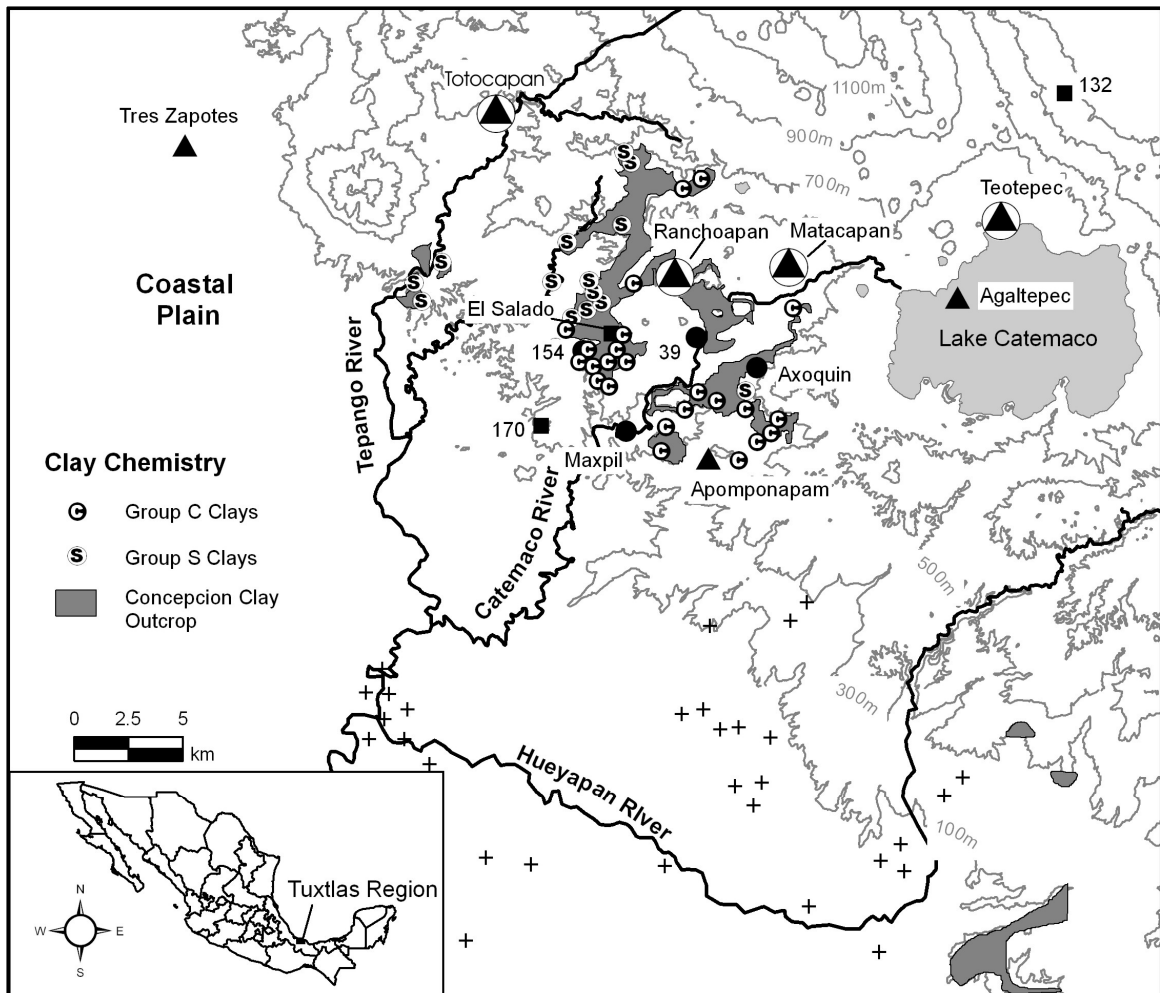 Totocapan
1100m
132
Tres Zapotes
900m
700m
Teotepec
S
S
C
C
S
Ranchoapan
Matacapan
S
S
Coastal
Plain
S
S
S
S
C
S
S
S
S
S
Agaltepec
El Salado
C
C
C
Lake Catemaco
154
C
C
39
C
C
C
C
Axoquin
C
C
S
C
C
C
C
C
170
Maxpil
C
C
C
C
C
C
Apomponapam
Tepango River
Clay Chemistry
C Group C Clays
S Group S Clays
Concepcion Clay
Outcrop
Catemaco River
500m
300m
0 2.5 5
km
Hueyapan RIver
100m
Tuxtlas Region
N
W E
S